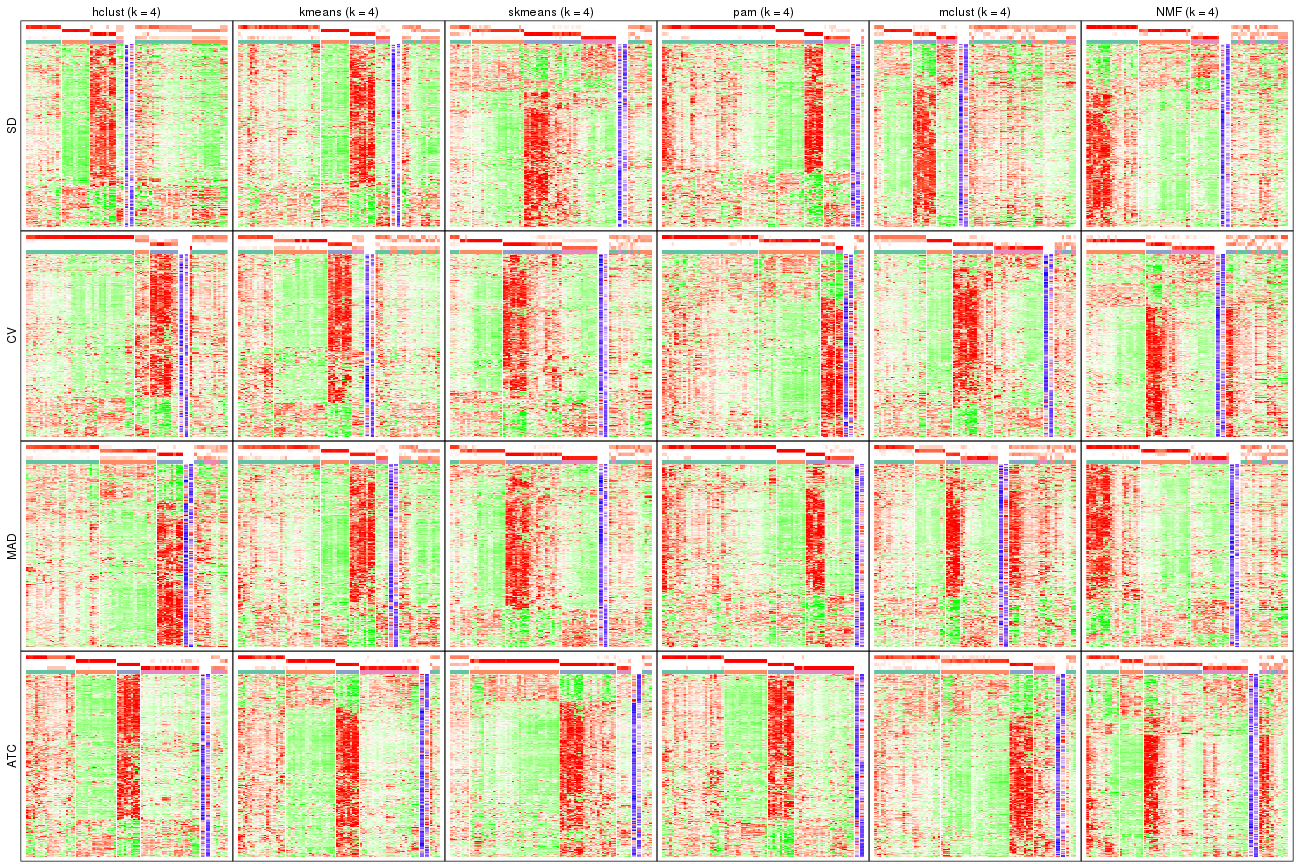 hclust (k = 4) kmeans (k = 4) skmeans (k = 4) pam (k = 4) mclust (k = 4) NMF (k = 4)
SD
CV
MAD
ATC